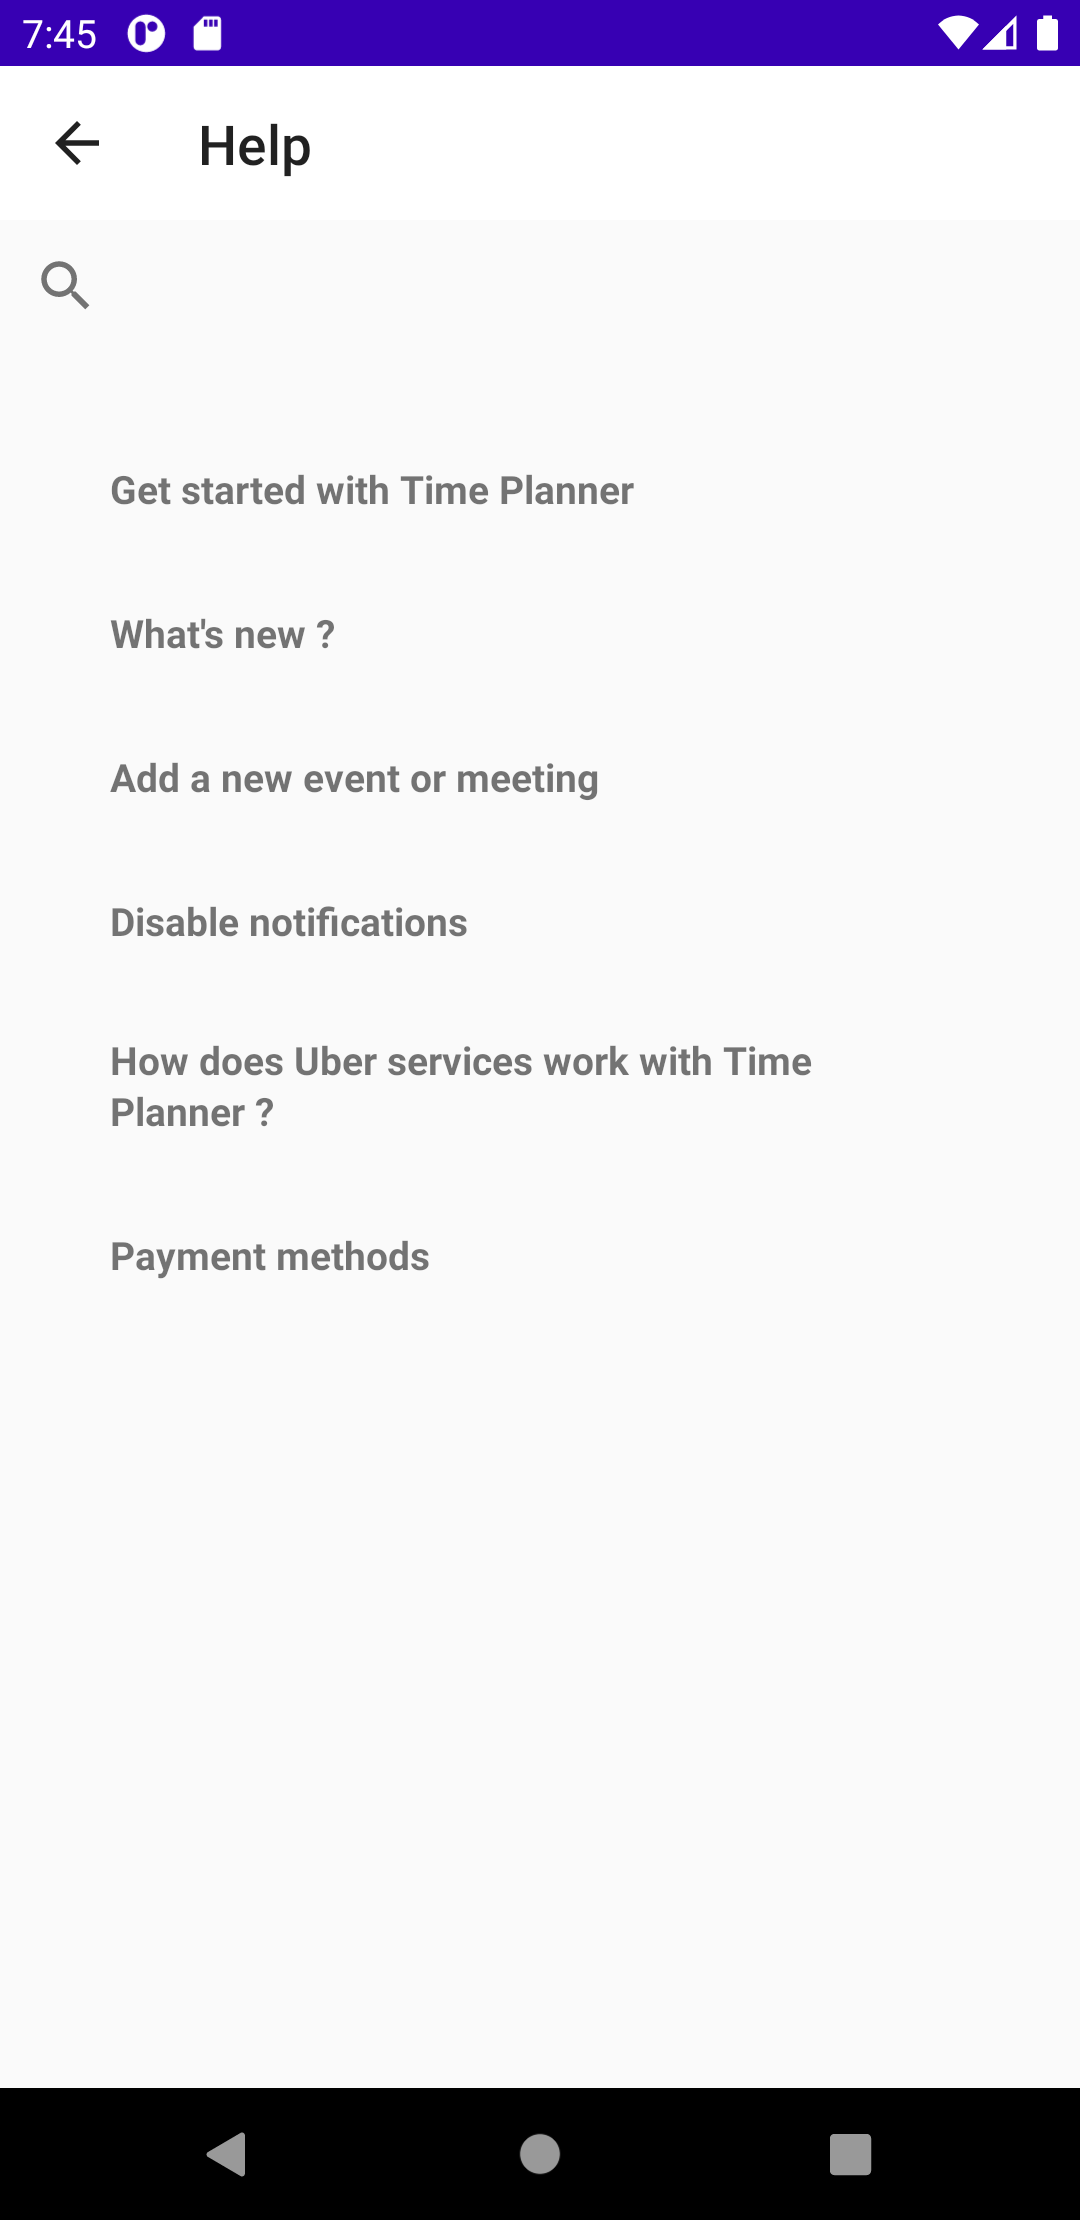 7:45
Help
Get started with Time Planner
What's new ?
Add a new event or meeting
Disable notifications
How does Uber services work with Time
Planner ?
Payment methods